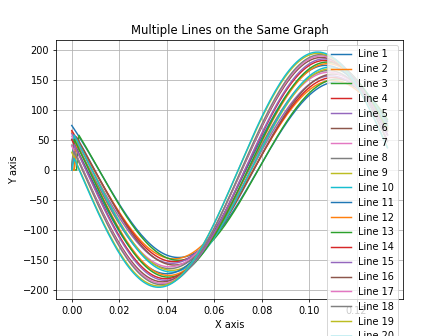 Multiple Lines on the Same Graph
200
150
100
50
0
−50
−100
−150
−200
Y axis
0.00
0.02
0.04
0.06
0.08
0.10
X axis
Line 1
Line 2
Line 3
Line 4
Line 5
Line 6
Line 7
Line 8
Line 9
Line 10
Line 11
Line 12
Line 13
Line 14
Line 15
Line 16
Line 17
Line 18
Line 19
Line 20